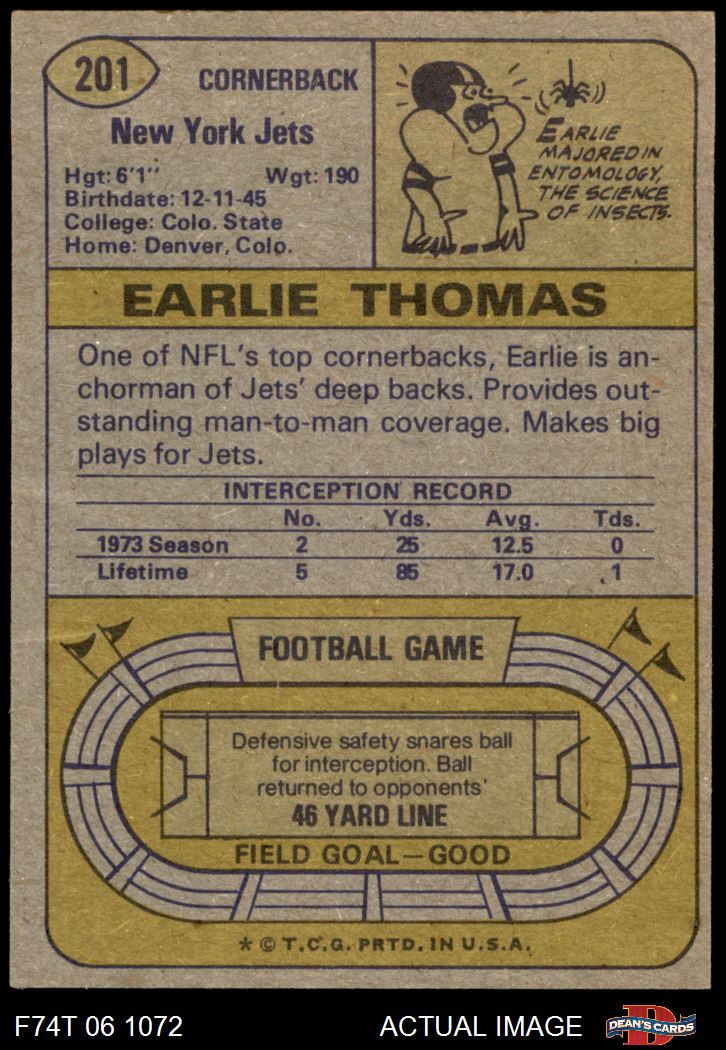 201
CORNERBACK
New York Jets
Hgt: 6'1" Wgt: 190
Birthdate: 12-11-45
College: Colo. State
Home: Denver, Colo.
EARLIE
MAJORED IN
ENTOMOLOGY,
THE SCIENCE
OF INSECTS.
EARLIE THOMAS
One of NFL's top cornerbacks, Earlie is an-
chorman of Jets' deep backs. Provides out-
standing man-to-man coverage. Makes big
plays for Jets.
INTERCEPTION RECORD
No. Yds. Avg. Tds.
1973 Season 2 25 12.5 0
Lifetime 5 85 17.0 1
FOOTBALL GAME
Defensive safety snares ball
for interception. Ball
returned to opponents'
46 YARD LINE
FIELD GOAL—GOOD
* © T.C.G. PRTD. IN U.S.A.
F74T 06 1072 ACTUAL IMAGE D DEAN'S CARDS